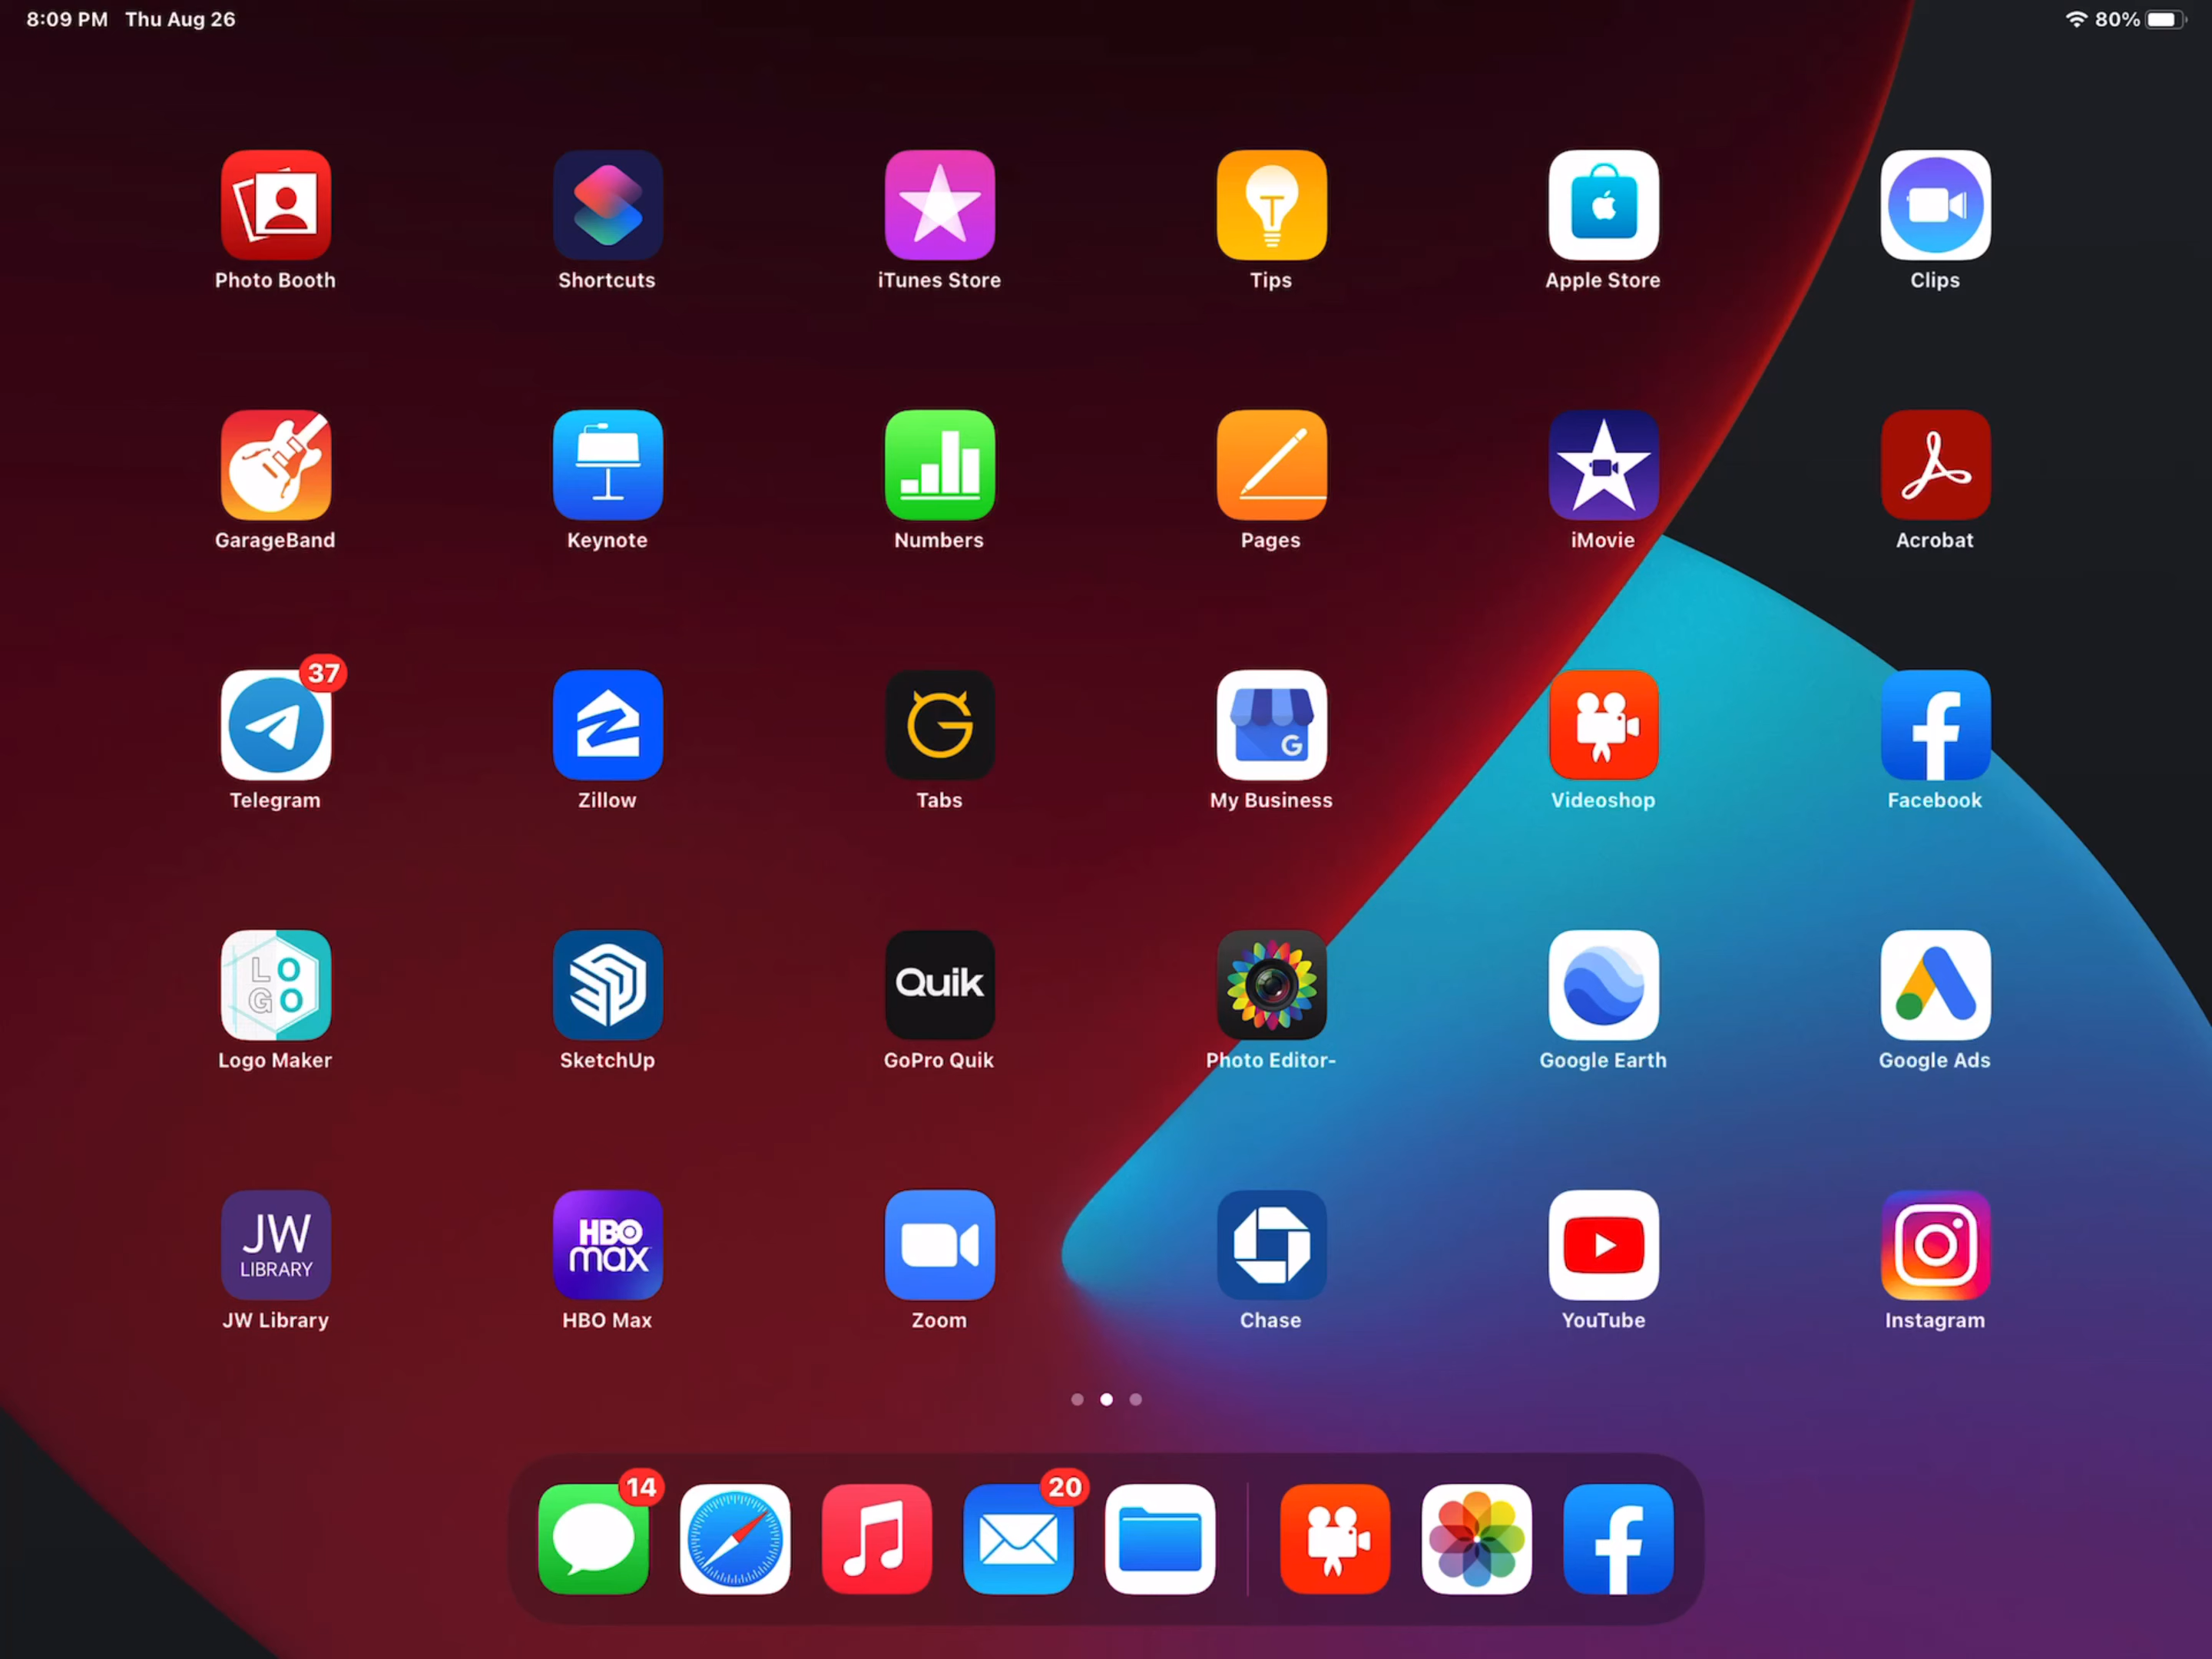 8:09 PM Thu Aug 26
80%
Photo Booth
Shortcuts
iTunes Store
Tips
Apple Store
Clips
GarageBand
Keynote
Numbers
Pages
iMovie
Acrobat
37
Telegram
Zillow
Tabs
G
My Business
Videoshop
Facebook
LO
GO
Logo Maker
SketchUp
Quik
GoPro Quik
Photo Editor-
Google Earth
Google Ads
JW
LIBRARY
JW Library
HBO
max
HBO Max
Zoom
Chase
YouTube
Instagram
14
20